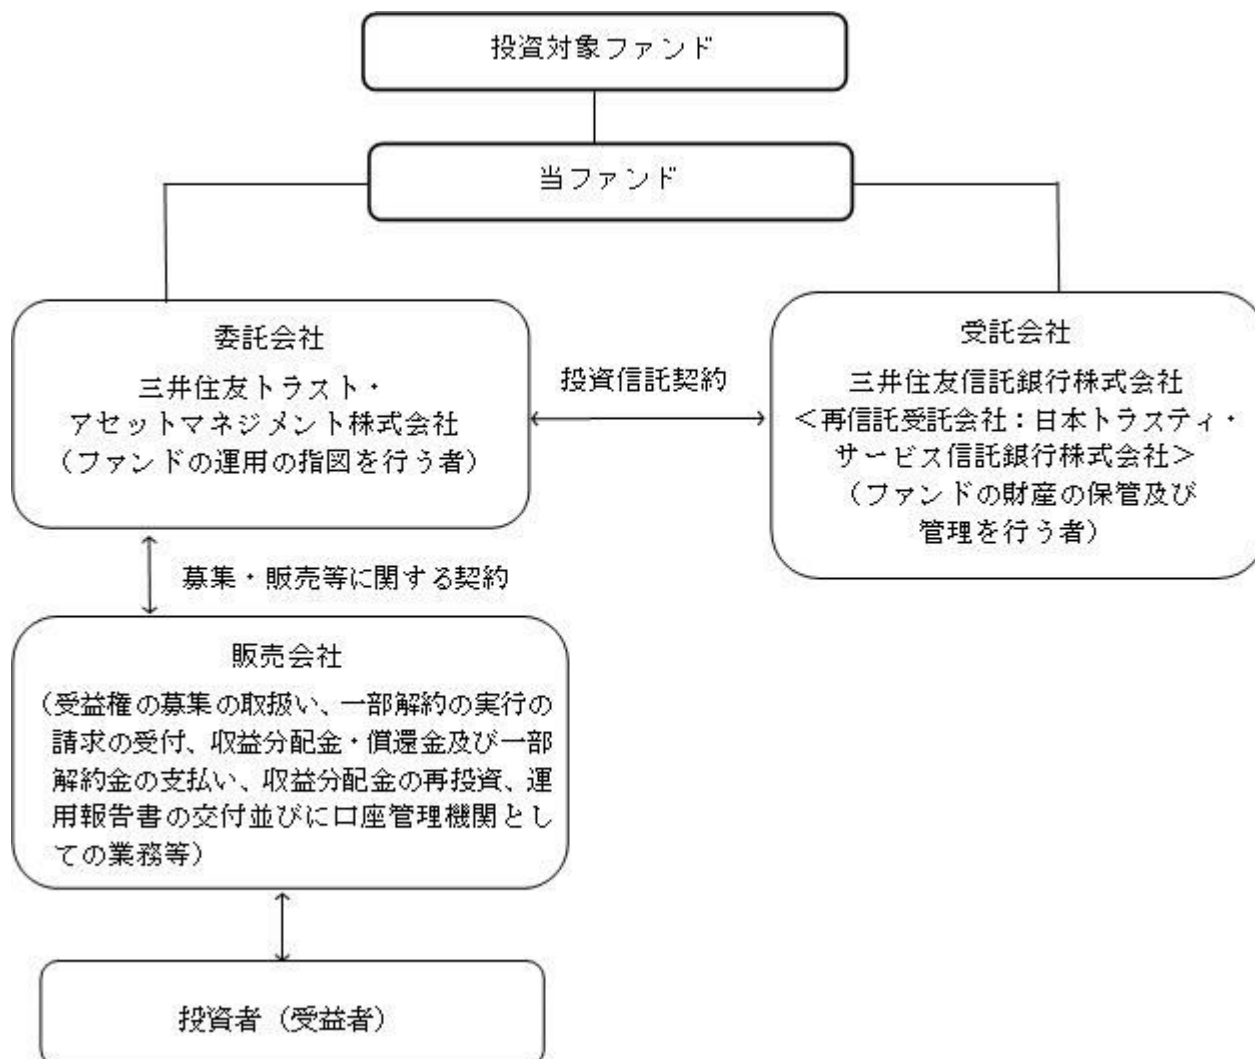 投資対象ファンド
当ファンド
委託会社
三井住友トラスト・
アセットマネジメント株式会社
（ファンドの運用の指図を行う者）
投資信託契約
受託会社
三井住友信託銀行株式会社
＜再信託受託会社：日本トラスティ・
サービス信託銀行株式会社＞
（ファンドの財産の保管及び
管理を行う者）
募集・販売等に関する契約
販売会社
（受益権の募集の取扱い、一部解約の実行の
請求の受付、収益分配金・償還金及び一部
解約金の支払い、収益分配金の再投資、運
用報告書の交付並びに口座管理機関とし
ての業務等）
投資者（受益者）